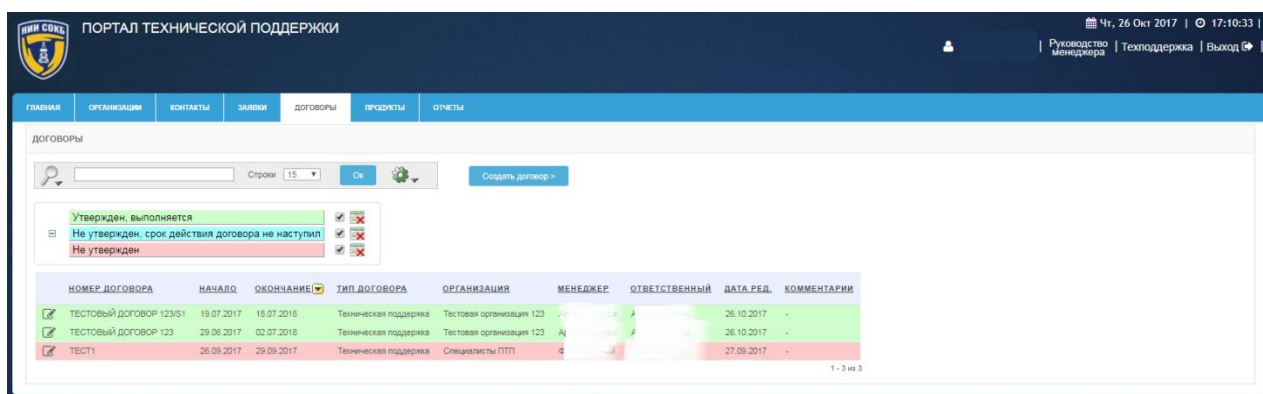 НИИ СОКБ
ПОРТАЛ ТЕХНИЧЕСКОЙ ПОДДЕРЖКИ
Чт, 26 Окт 2017 | 17:10:33 |
| Руководство менеджера | Техподдержка | Выход |
ГЛАВНАЯ ОРГАНИЗАЦИИ КОНТАКТЫ ЗАЯВКИ ДОГОВОРЫ ПРОДУКТЫ ОТЧЕТЫ
ДОГОВОРЫ
Строки 15 Ок Создать договор >
Утвержден, выполняется
Не утвержден, срок действия договора не наступил
Не утвержден
НОМЕР ДОГОВОРА НАЧАЛО ОКОНЧАНИЕ ТИП ДОГОВОРА ОРГАНИЗАЦИЯ МЕНЕДЖЕР ОТВЕТСТВЕННЫЙ ДАТА РЕД. КОММЕНТАРИИ
ТЕСТОВЫЙ ДОГОВОР 123/S1 19.07.2017 18.07.2018 Техническая поддержка Тестовая организация 123 26.10.2017 -
ТЕСТОВЫЙ ДОГОВОР 123 29.06.2017 02.07.2018 Техническая поддержка Тестовая организация 123 26.10.2017 -
ТЕСТ1 26.09.2017 29.09.2017 Техническая поддержка Специалисты ПТП 27.09.2017 -
1 - 3 из 3